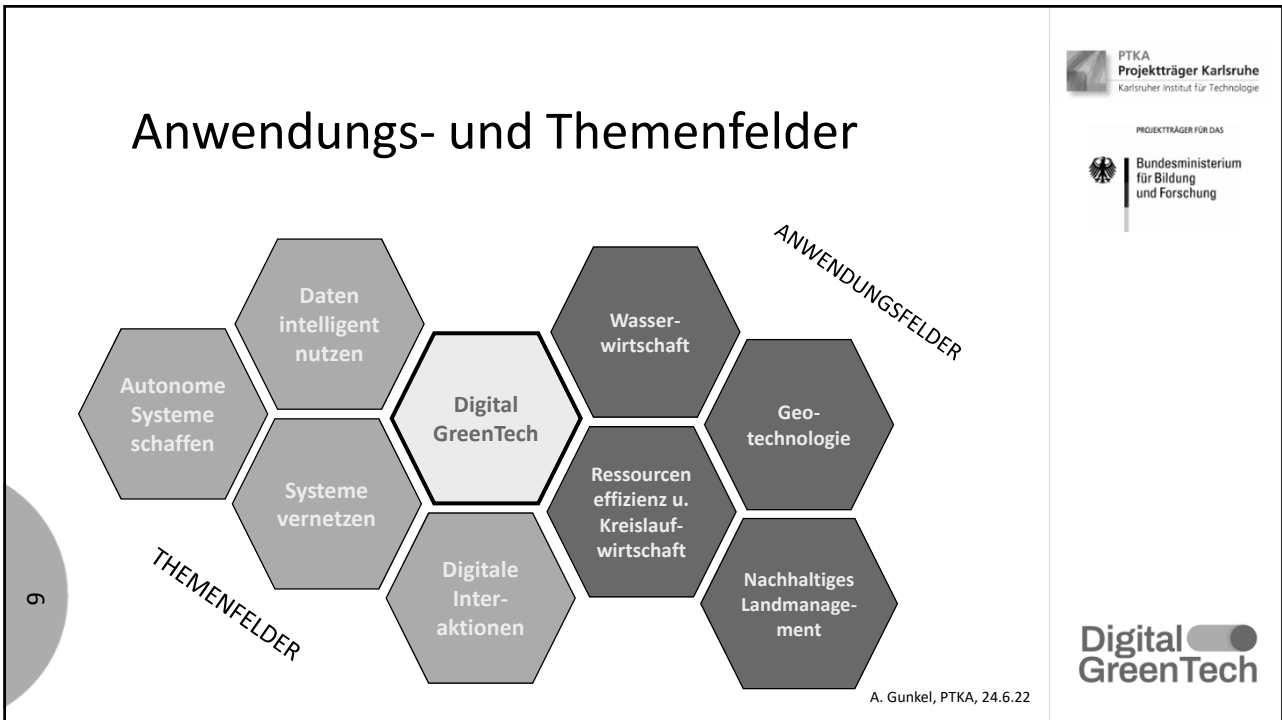 Anwendungs- und Themenfelder
PTKA
Projektträger Karlsruhe
Karlsruher Institut für Technologie
PROJEKTTRÄGER FÜR DAS
Bundesministerium
für Bildung
und Forschung
ANWENDUNGSFELDER
Daten
intelligent
nutzen
Autonome
Systeme
schaffen
Systeme
vernetzen
Digital
GreenTech
Digitale
Inter-
aktionen
Wasser-
wirtschaft
Geo-
technologie
Ressourcen
effizienz u.
Kreislauf-
wirtschaft
Nachhaltiges
Landmanage-
ment
THEMENFELDER
9
A. Gunkel, PTKA, 24.6.22
Digital
GreenTech